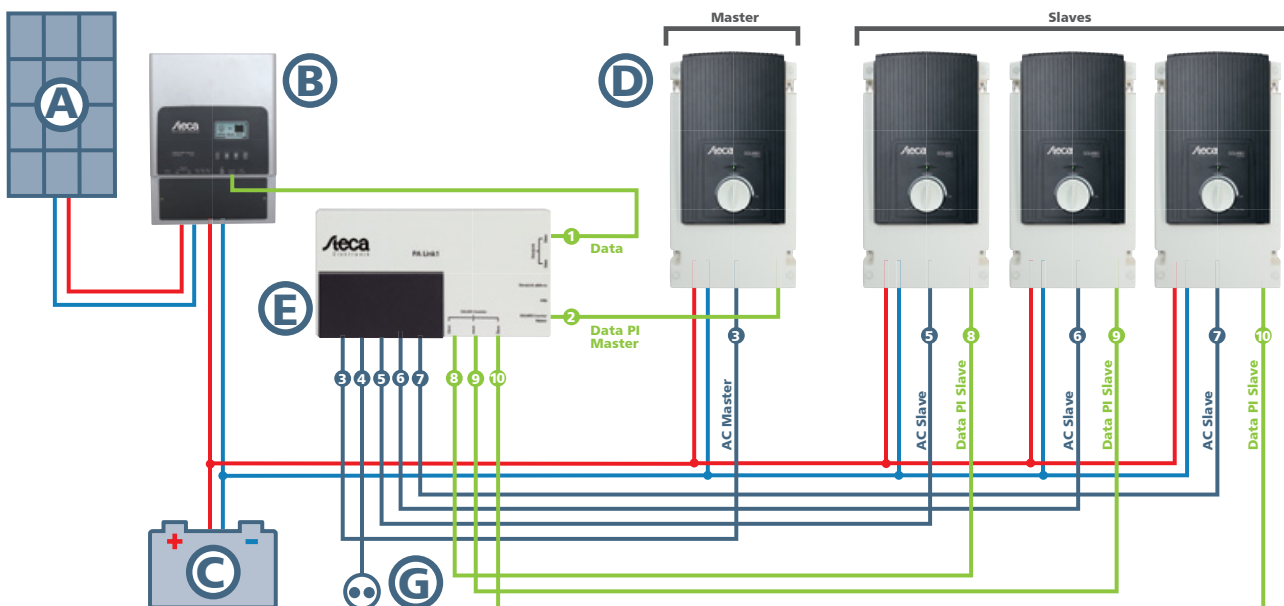 Master
Slaves
A
B
D
Steca
Steca
Elektronik
PA Link1
1
Data
E
2
Data PI
Master
Steca
Steca
Steca
Steca
3
5
8
6
9
7
10
3
4
5
6
7
8
9
10
AC Master
AC Slave
Data PI Slave
AC Slave
Data PI Slave
AC Slave
Data PI Slave
+
-
C
G